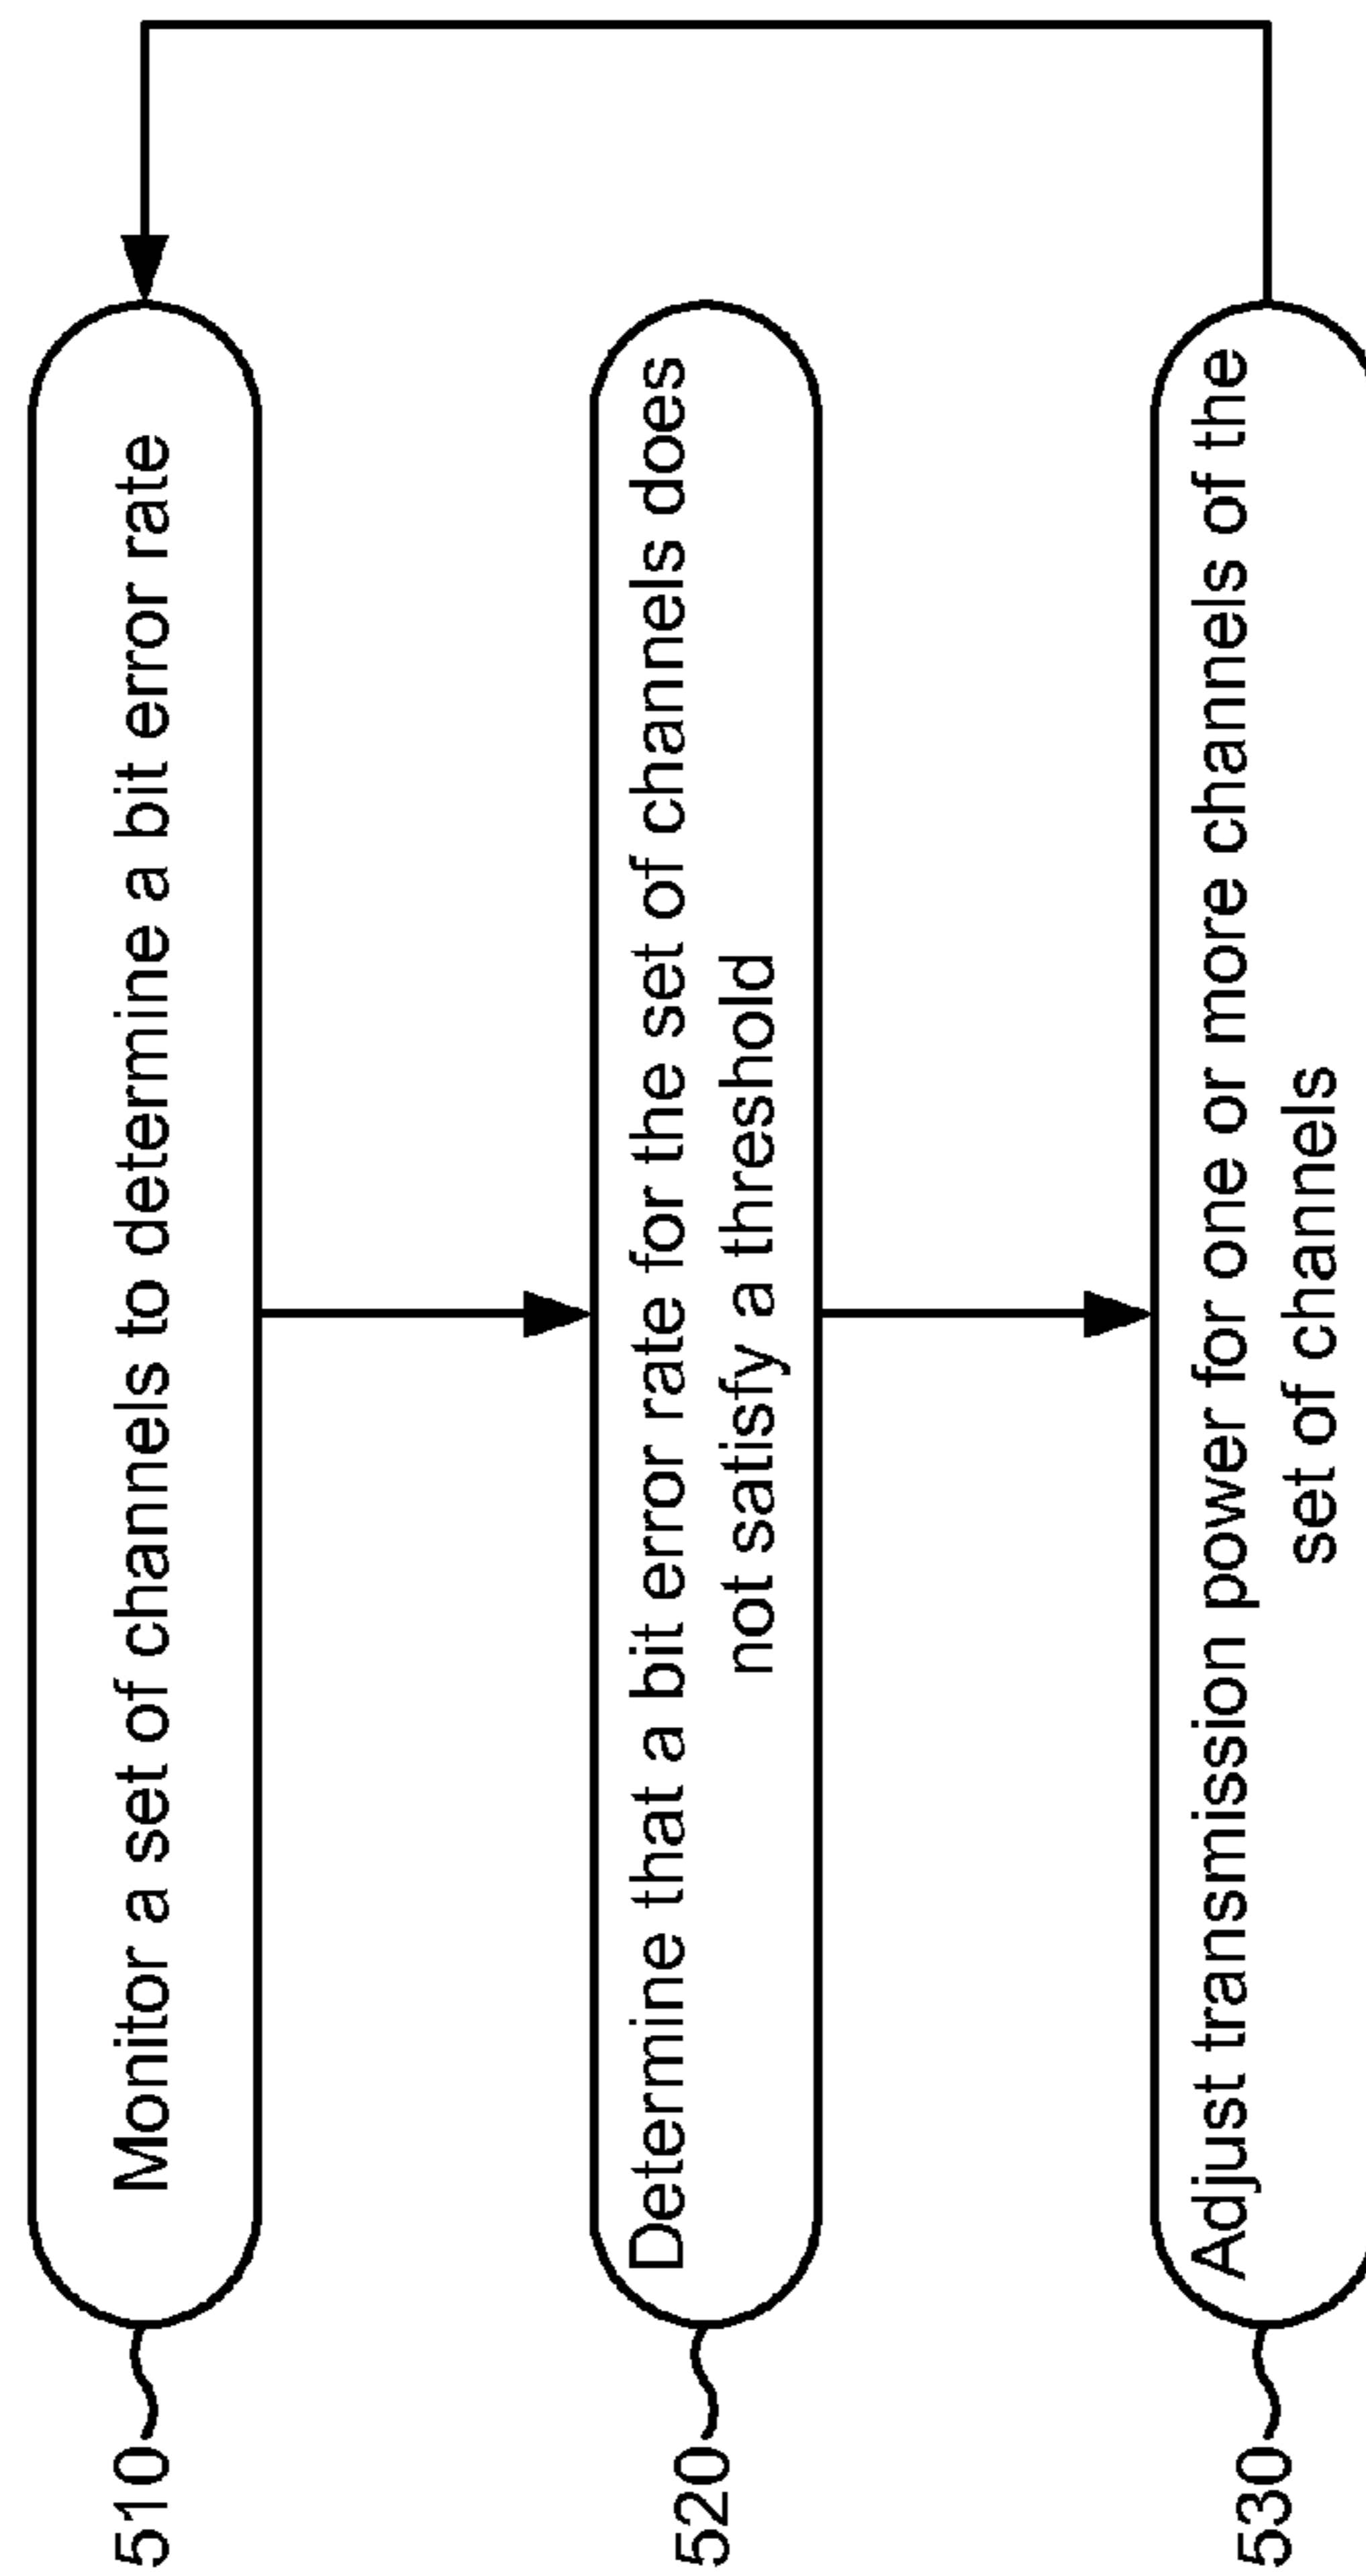 510
Monitor a set of channels to determine a bit error rate
520
Determine that a bit error rate for the set of channels does
not satisfy a threshold
530
Adjust transmission power for one or more channels of the
set of channels